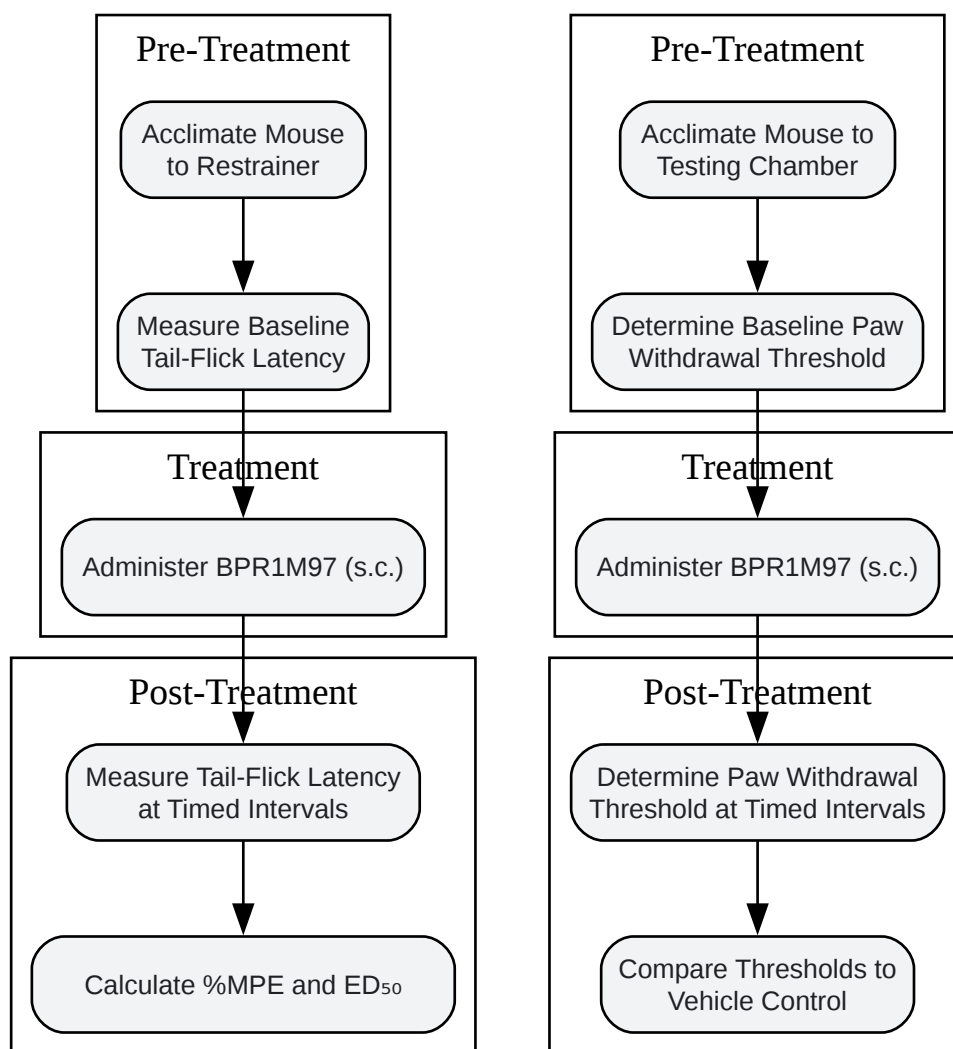 Pre-Treatment
Acclimate Mouse
to Restrainer
Measure Baseline
Tail-Flick Latency
Treatment
Administer BPR1M97 (s.c.)
Post-Treatment
Measure Tail-Flick Latency
at Timed Intervals
Calculate %MPE and ED₅₀
Pre-Treatment
Acclimate Mouse to
Testing Chamber
Determine Baseline Paw
Withdrawal Threshold
Treatment
Administer BPR1M97 (s.c.)
Post-Treatment
Determine Paw Withdrawal
Threshold at Timed Intervals
Compare Thresholds to
Vehicle Control